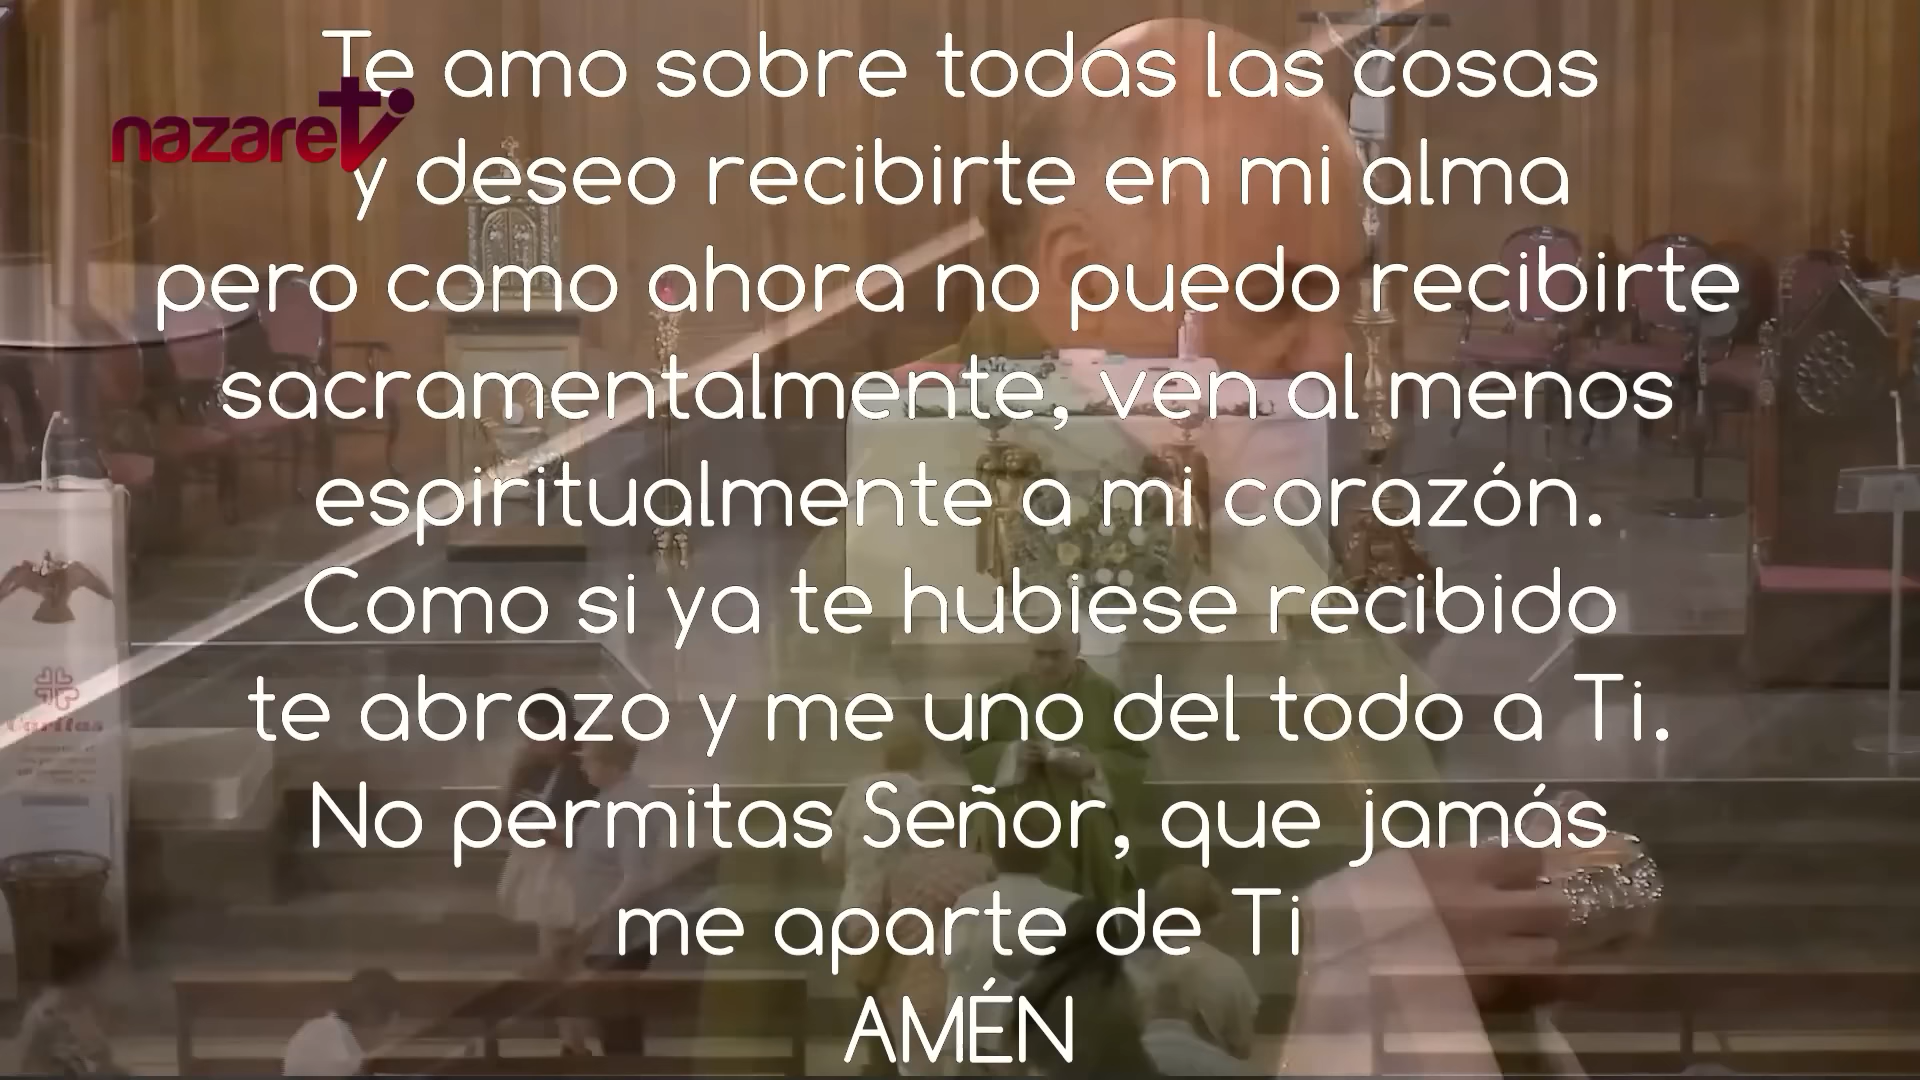 Te amo sobre todas las cosas
nazaretv
y deseo recibirte en mi alma
pero como ahora no puedo recibirte
sacramentalmente, ven al menos
espiritualmente a mi corazón.
Como si ya te hubiese recibido
te abrazo y me uno del todo a Ti.
No permitas Señor, que jamás
me aparte de Ti
AMÉN
Caritas